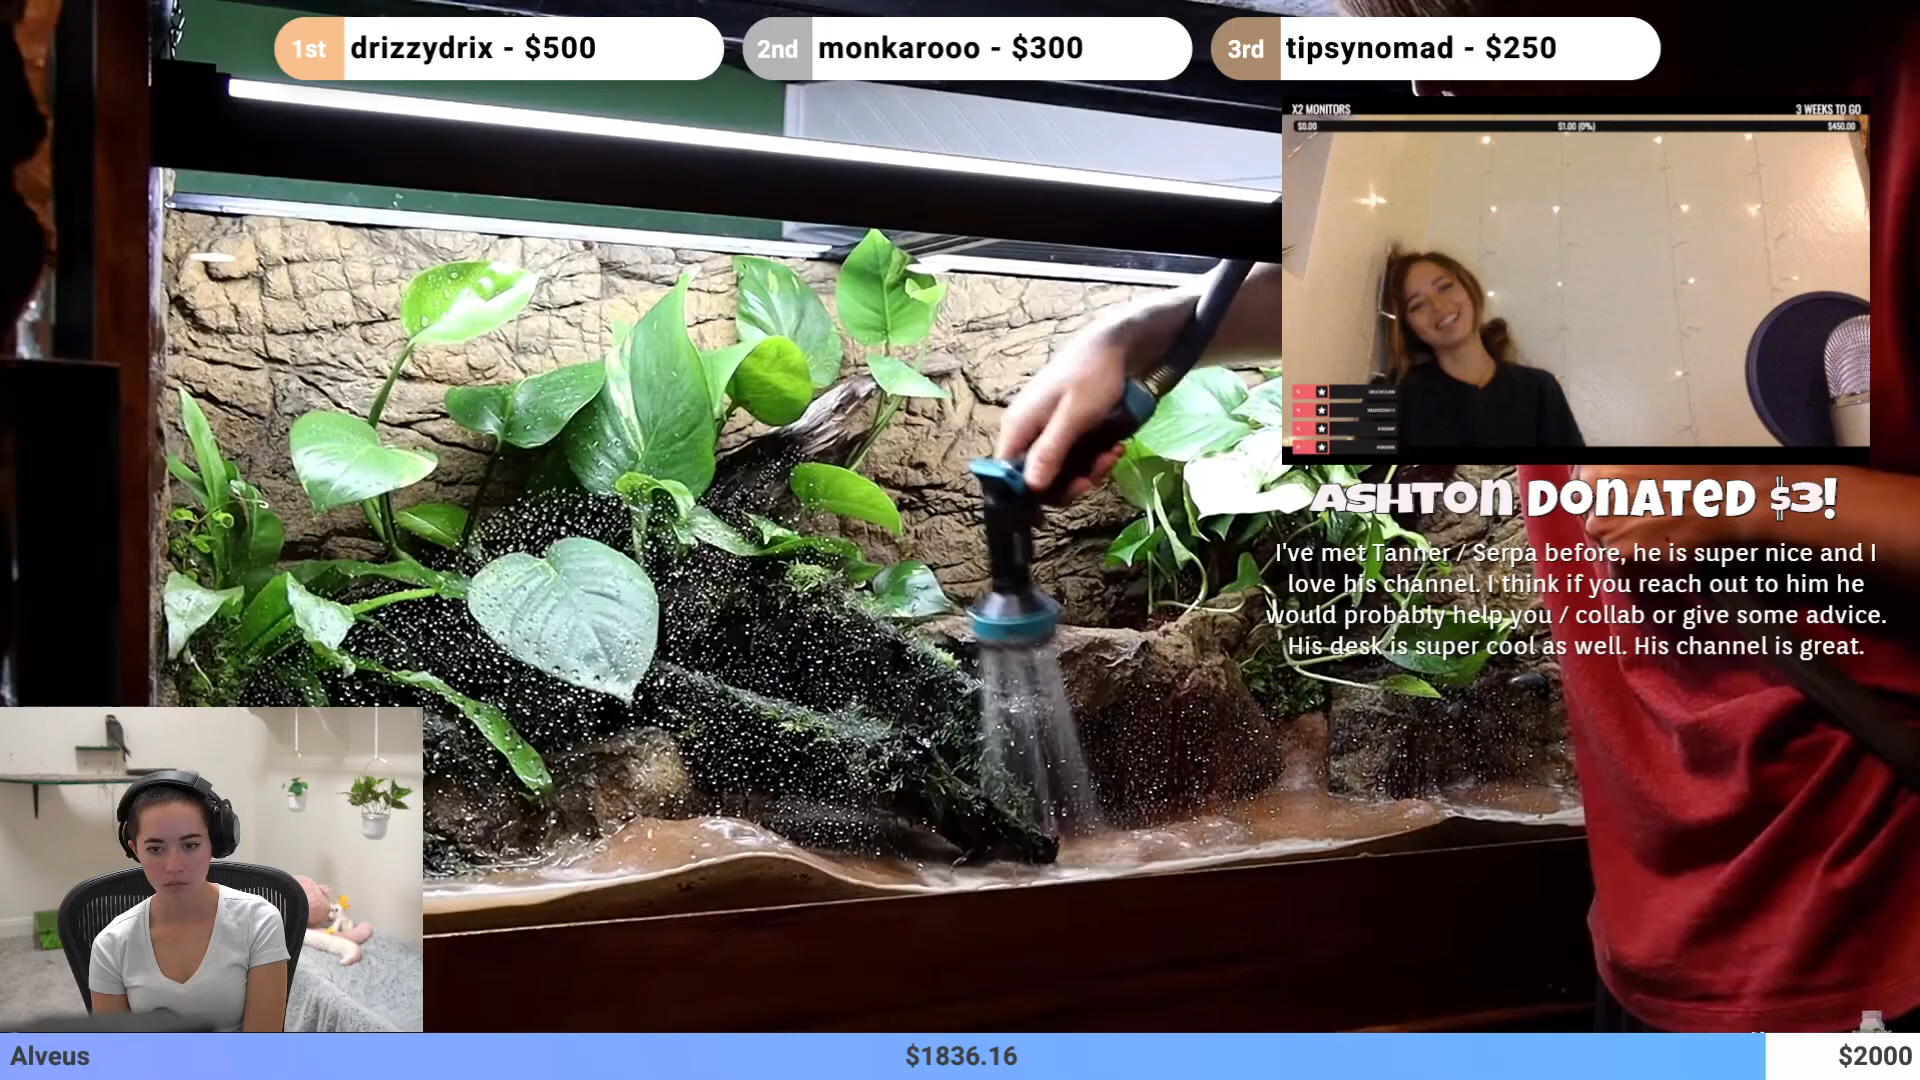 1st drizzydrix - $500
2nd monkarooo - $300
3rd tipsynomad - $250
X2 MONITORS
3 WEEKS TO GO
$0.00
$1.00 (0%)
$450.00
ASHTON DONATED $3!
I've met Tanner / Serpa before, he is super nice and I
love his channel. I think if you reach out to him he
would probably help you / collab or give some advice.
His desk is super cool as well. His channel is great.
Alveus
$1836.16
$2000